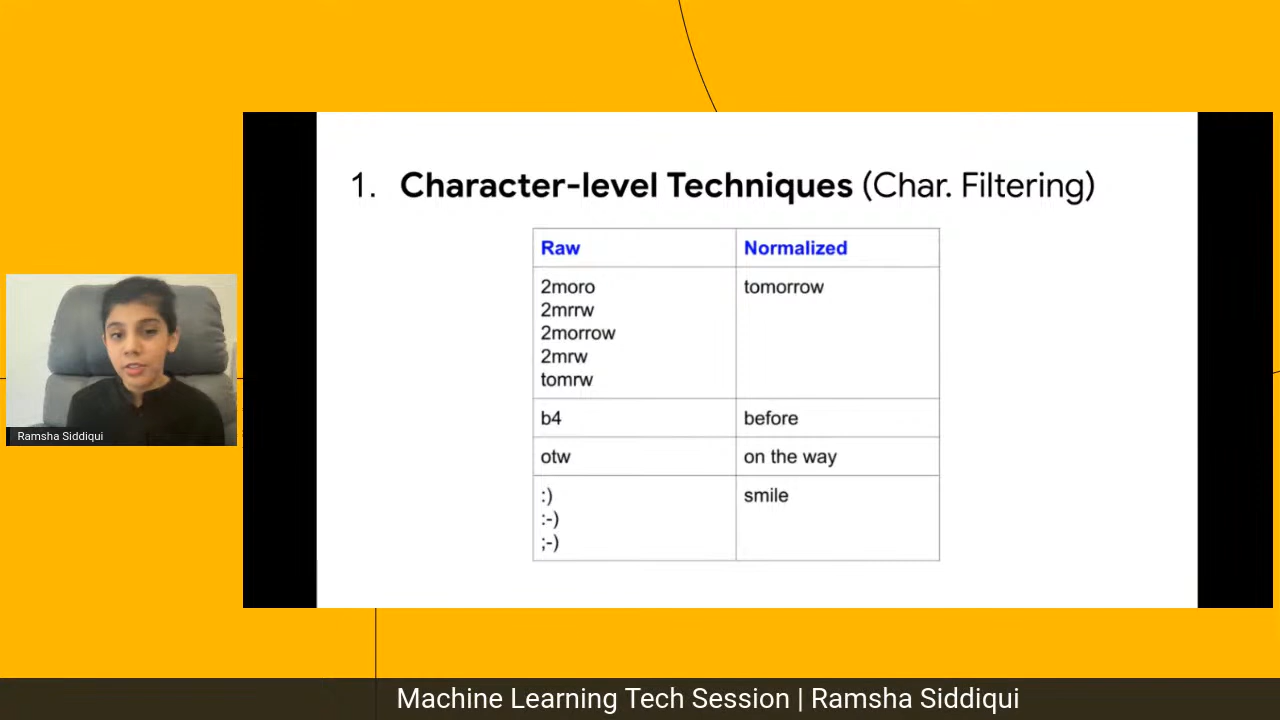 1. Character-level Techniques (Char. Filtering)
Raw Normalized
2moro tomorrow
2mrrw
2morrow
2mrw
tomrw
b4 before
otw on the way
:) smile
:-)
;-)
Ramsha Siddiqui
Machine Learning Tech Session | Ramsha Siddiqui